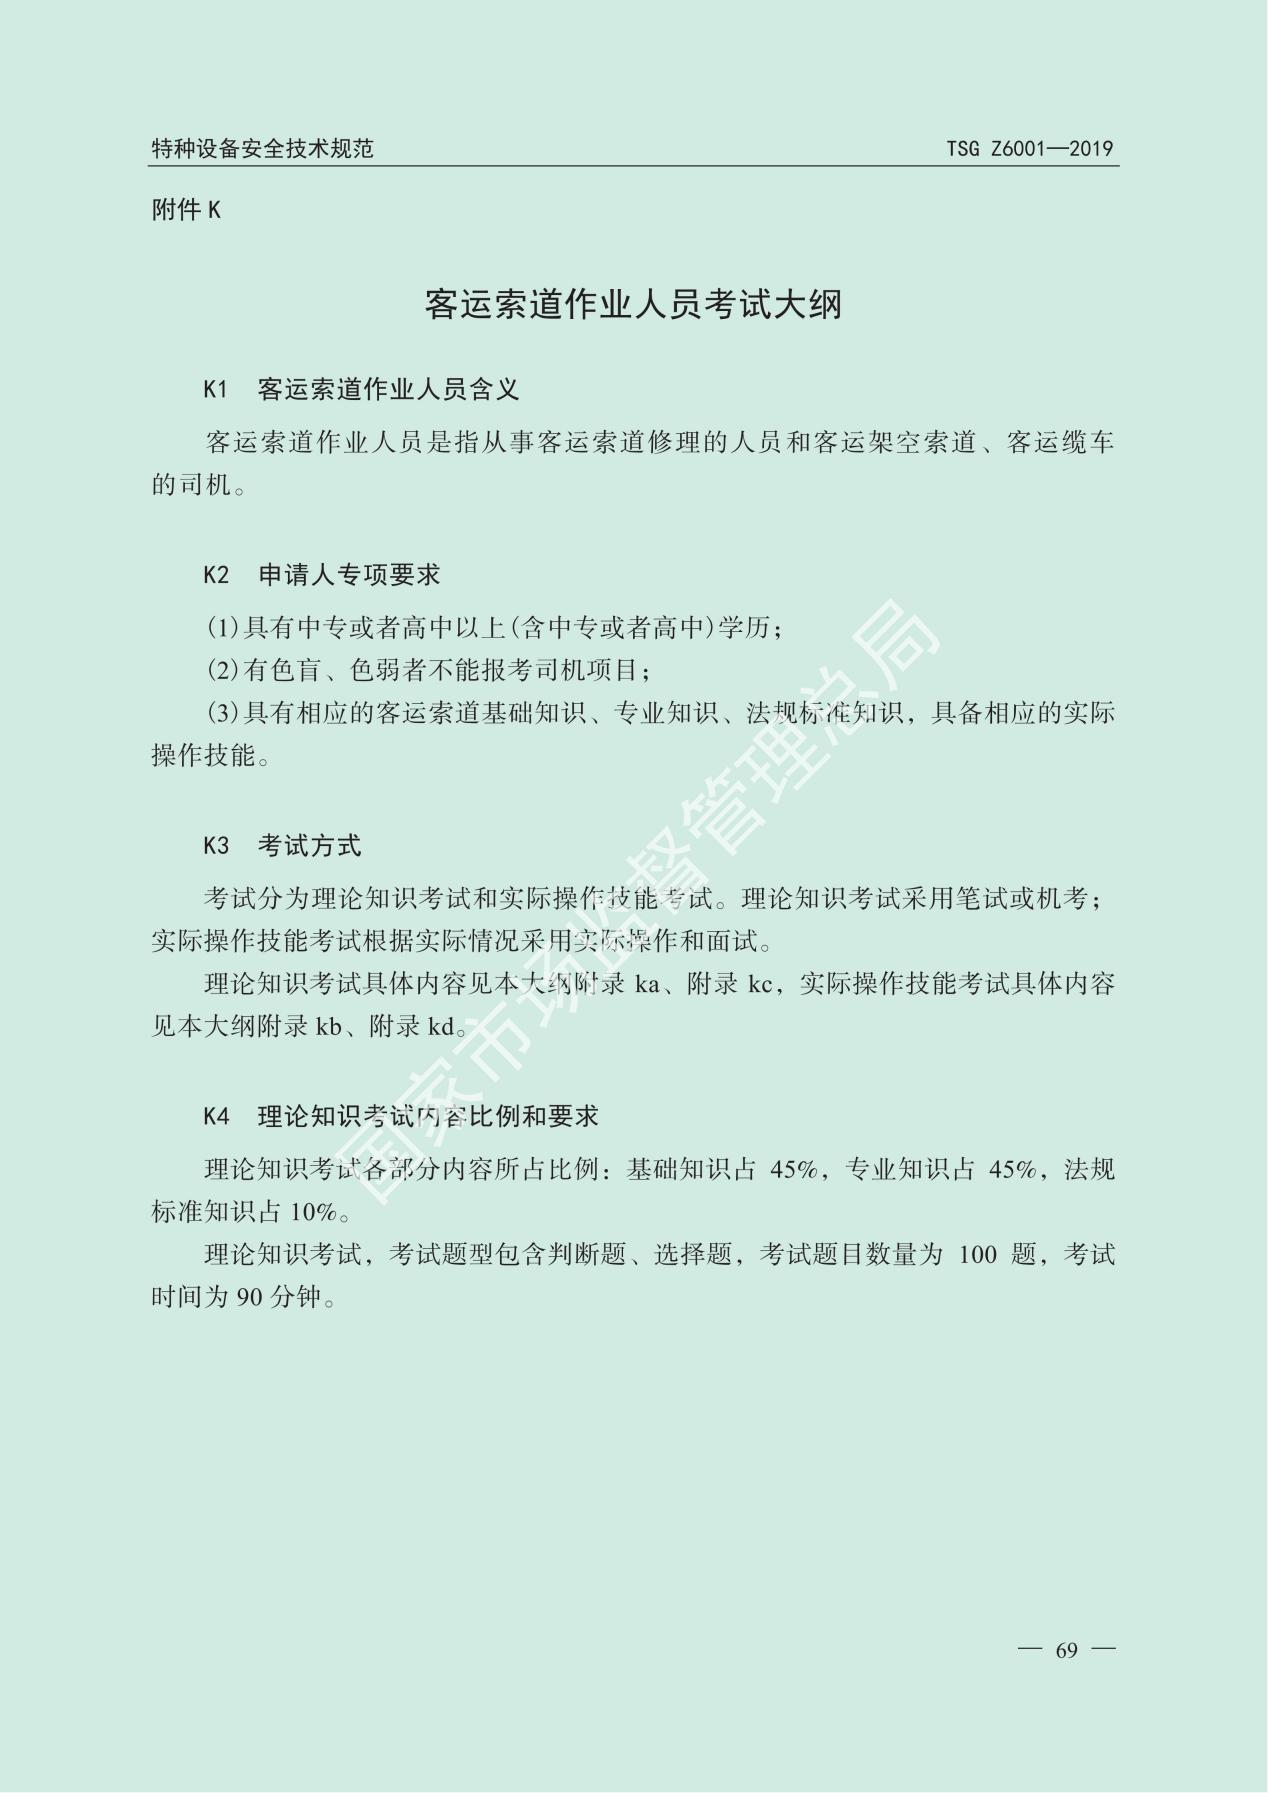 特种设备安全技术规范 TSG Z6001—2019
附件 K
客运索道作业人员考试大纲
K1 客运索道作业人员含义
客运索道作业人员是指从事客运索道修理的人员和客运架空索道、客运缆车
的司机。
K2 申请人专项要求
(1)具有中专或者高中以上(含中专或者高中)学历；
(2)有色盲、色弱者不能报考司机项目；
(3)具有相应的客运索道基础知识、专业知识、法规标准知识，具备相应的实际
操作技能。
K3 考试方式
考试分为理论知识考试和实际操作技能考试。理论知识考试采用笔试或机考；
实际操作技能考试根据实际情况采用实际操作和面试。
理论知识考试具体内容见本大纲附录 ka、附录 kc，实际操作技能考试具体内容
见本大纲附录 kb、附录 kd。
K4 理论知识考试内容比例和要求
理论知识考试各部分内容所占比例：基础知识占 45%，专业知识占 45%，法规
标准知识占 10%。
理论知识考试，考试题型包含判断题、选择题，考试题目数量为 100 题，考试
时间为 90 分钟。
国家市场监督管理总局
— 69 —